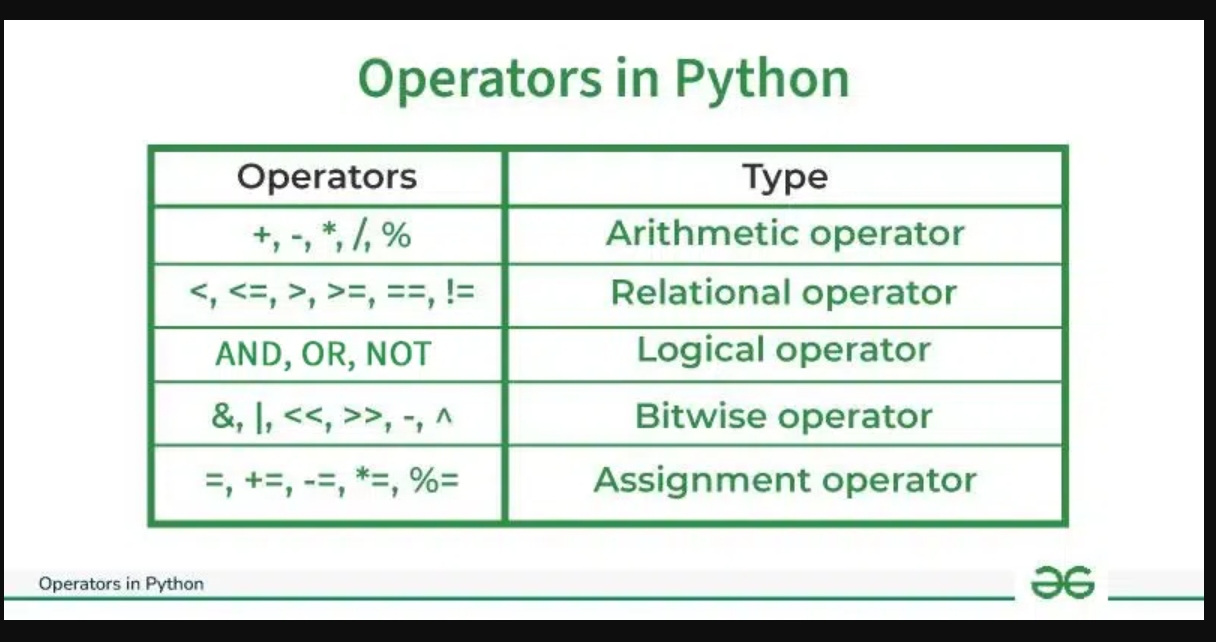 Operators in Python
Operators Type
+, -, *, /, % Arithmetic operator
<, <=, >, >=, ==, != Relational operator
AND, OR, NOT Logical operator
&, |, <<, >>, -, ^ Bitwise operator
=, +=, -=, *=, %= Assignment operator
Operators in Python